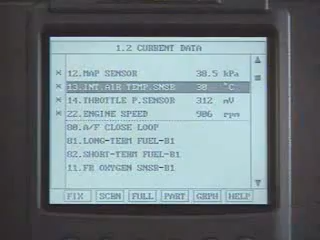 1.2 CURRENT DATA
× 12.MAP SENSOR 38.5 kPa
× 13.INT.AIR TEMP.SNSR 38 °C
× 14.THROTTLE P.SENSOR 312 mV
× 22.ENGINE SPEED 906 rpm
80.A/F CLOSE LOOP
81.LONG-TERM FUEL-B1
82.SHORT-TERM FUEL-B1
11.FR OXYGEN SNSR-B1
FIX SCRN FULL PART GRPH HELP